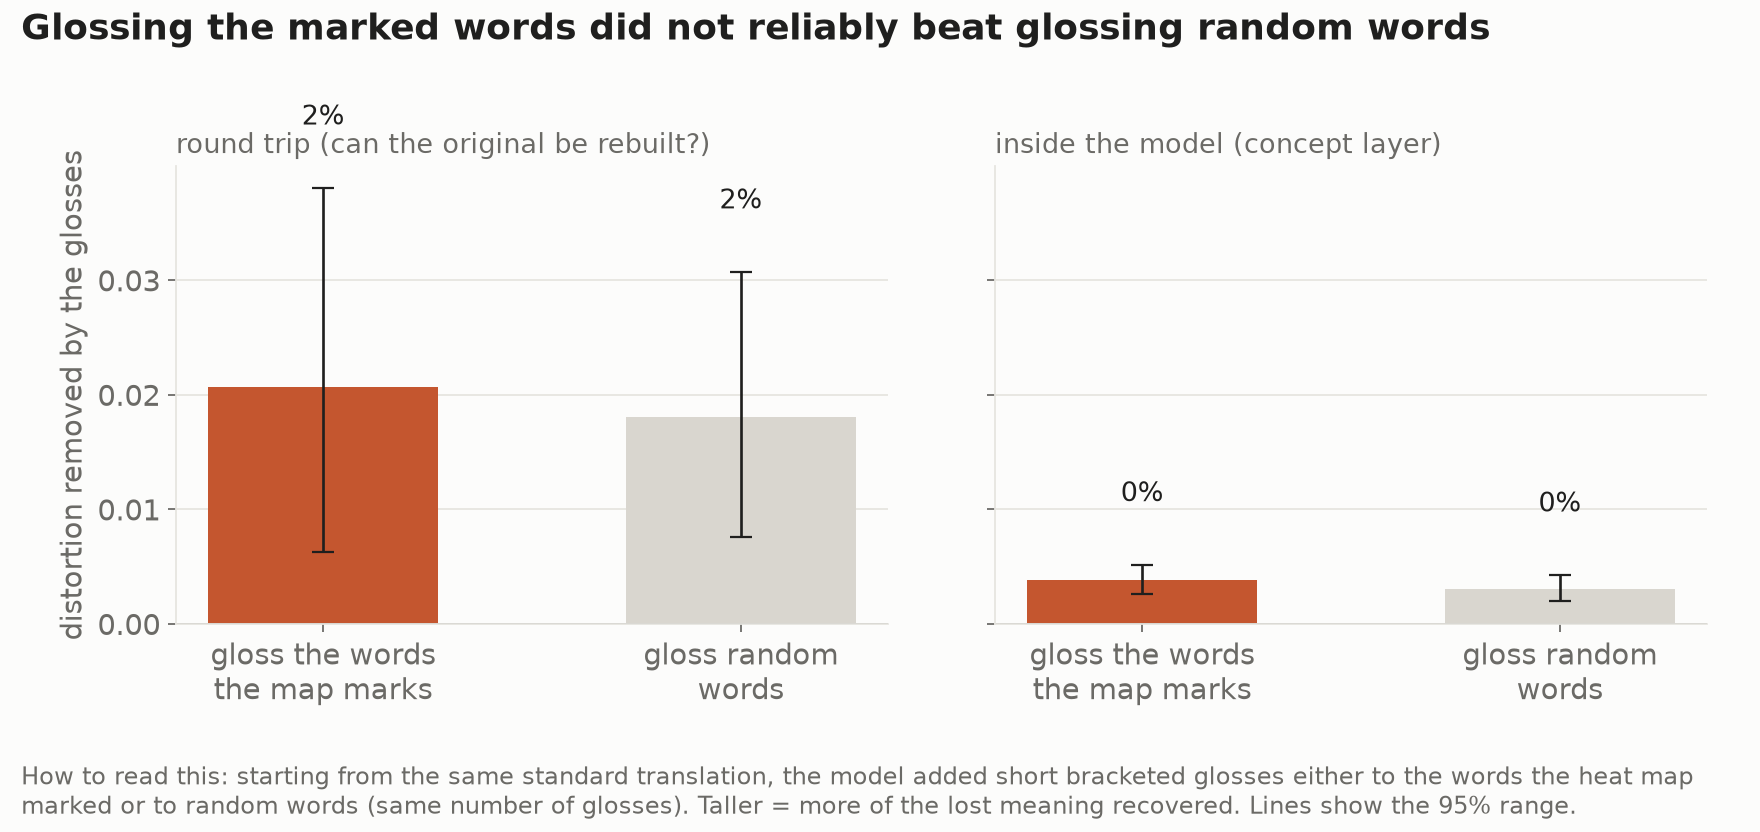 Glossing the marked words did not reliably beat glossing random words
2%
round trip (can the original be rebuilt?)
2%
distortion removed by the glosses
0.03
0.02
0.01
0.00
gloss the words
the map marks
gloss random
words
inside the model (concept layer)
0%
0%
gloss the words
the map marks
gloss random
words
How to read this: starting from the same standard translation, the model added short bracketed glosses either to the words the heat map
marked or to random words (same number of glosses). Taller = more of the lost meaning recovered. Lines show the 95% range.